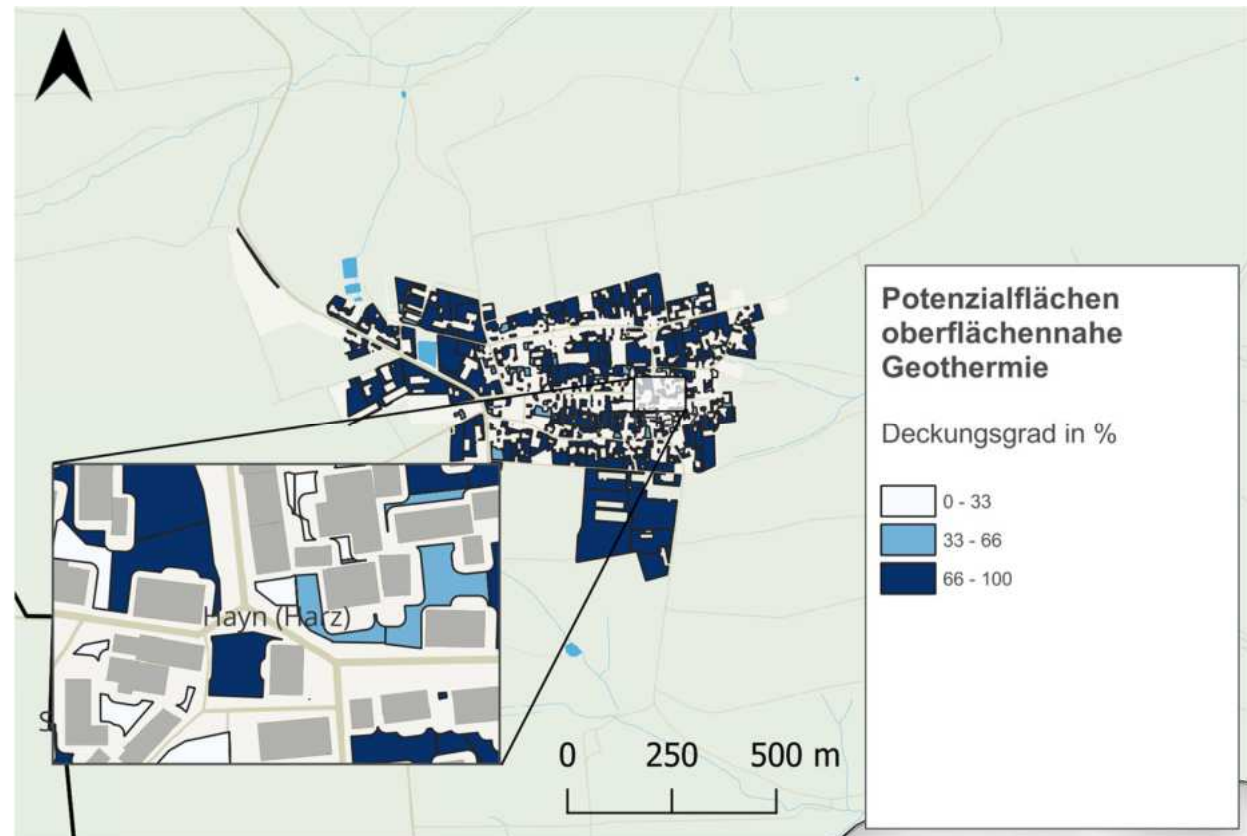 Potenzialflächen
oberflächennahe
Geothermie
Deckungsgrad in %
0 - 33
33 - 66
66 - 100
Hayn (Harz)
0 250 500 m